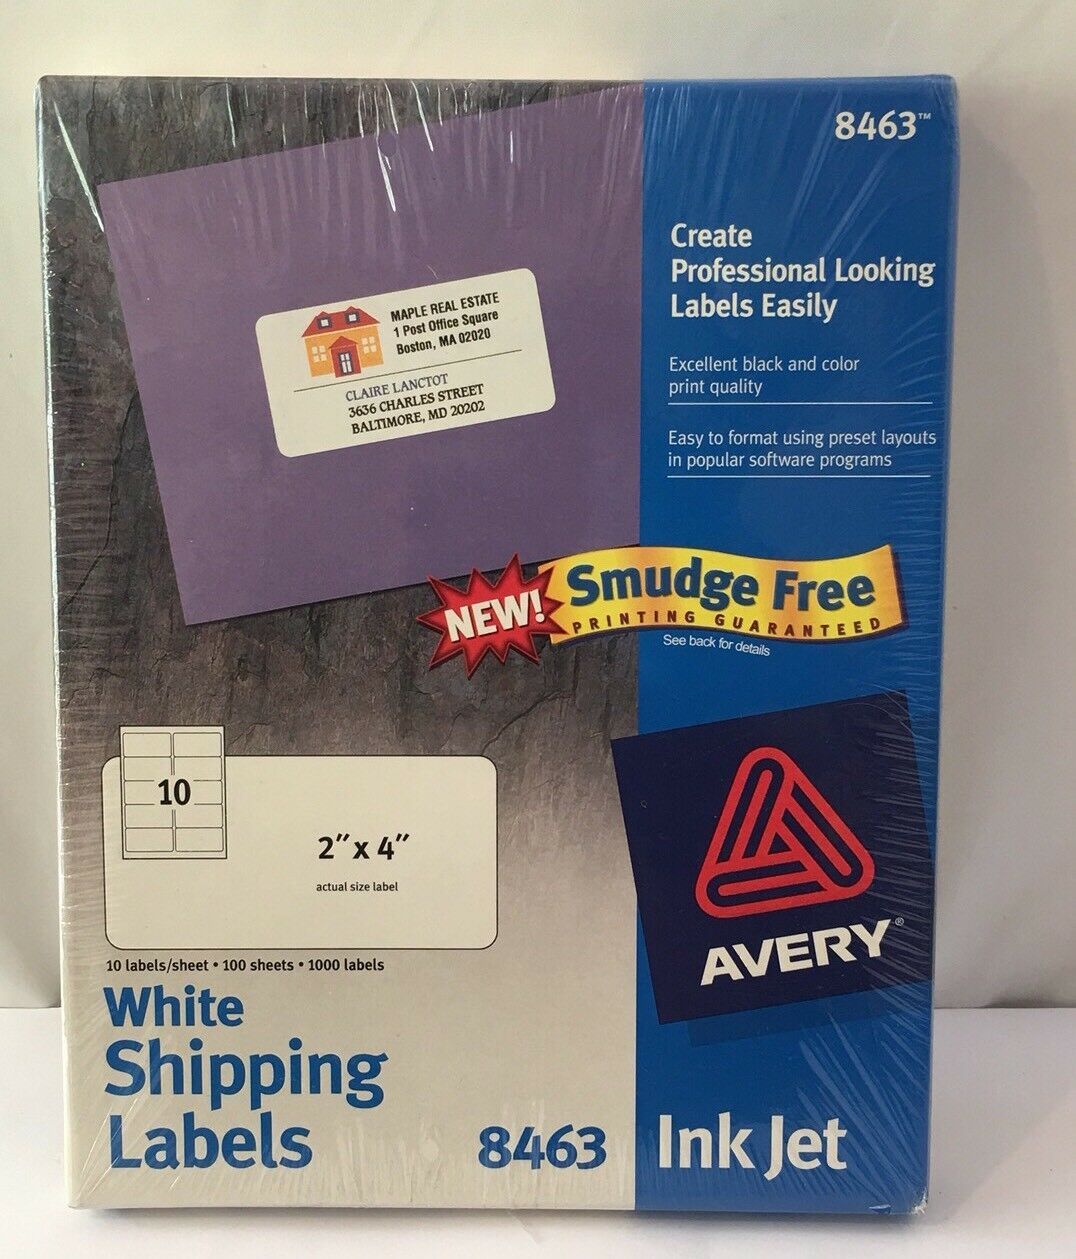 8463™
Create
Professional Looking
Labels Easily
Excellent black and color
print quality
Easy to format using preset layouts
in popular software programs
MAPLE REAL ESTATE
1 Post Office Square
Boston, MA 02020
CLAIRE LANCTOT
3636 CHARLES STREET
BALTIMORE, MD 20202
NEW!
Smudge Free
PRINTING GUARANTEED
See back for details
10
2" x 4"
actual size label
10 labels/sheet • 100 sheets • 1000 labels
AVERY®
White
Shipping
Labels
8463
Ink Jet